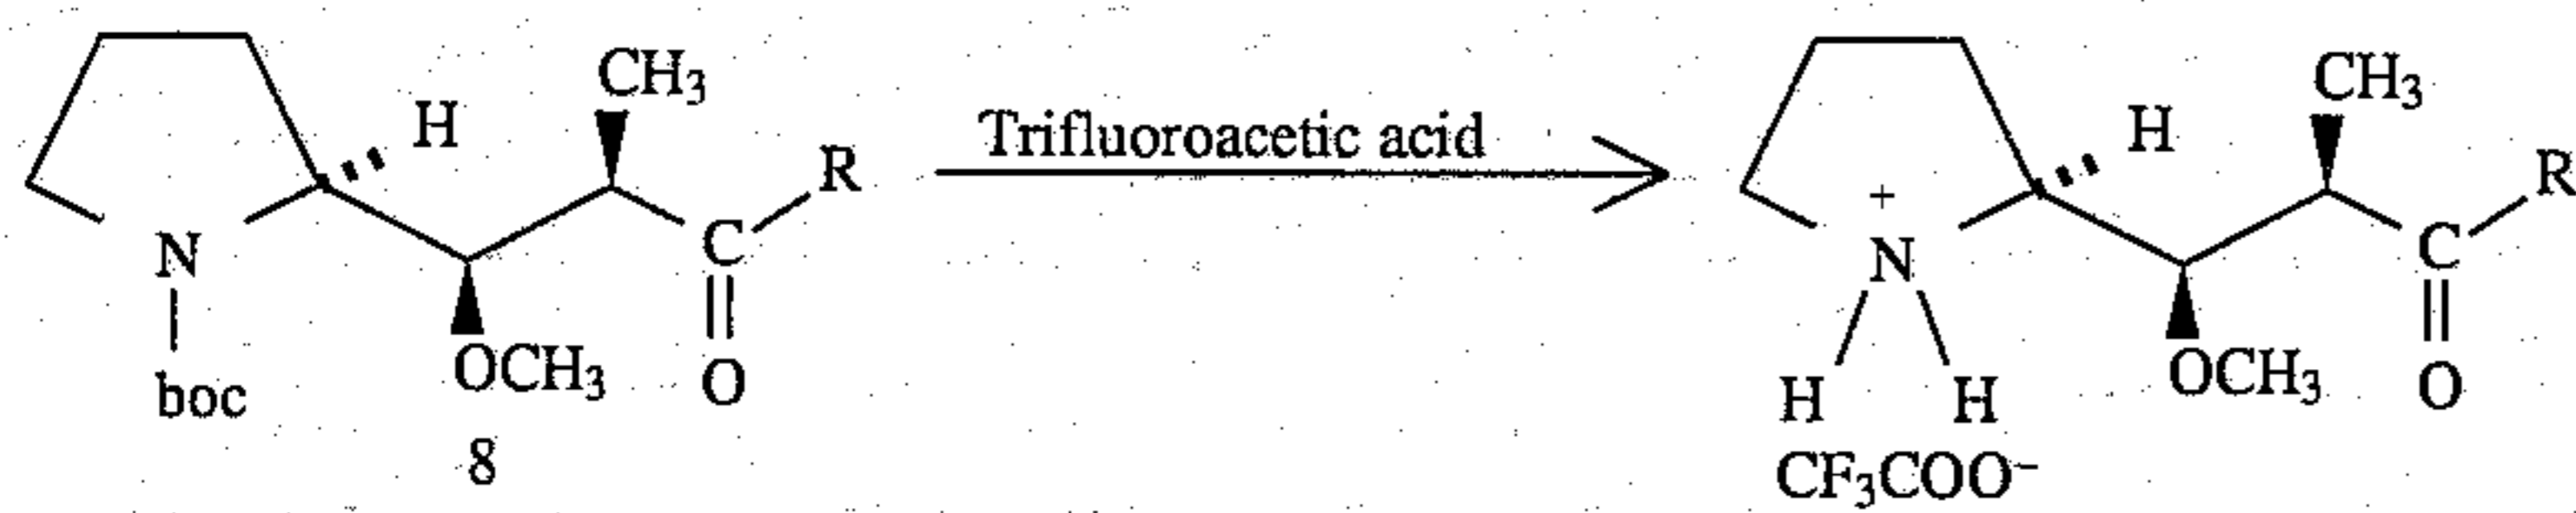 CH₃
H
R
N
C
boc
OCH₃
O
8
Trifluoroacetic acid
CH₃
H
R
+
N
C
H
H
OCH₃
O
CF₃COO⁻